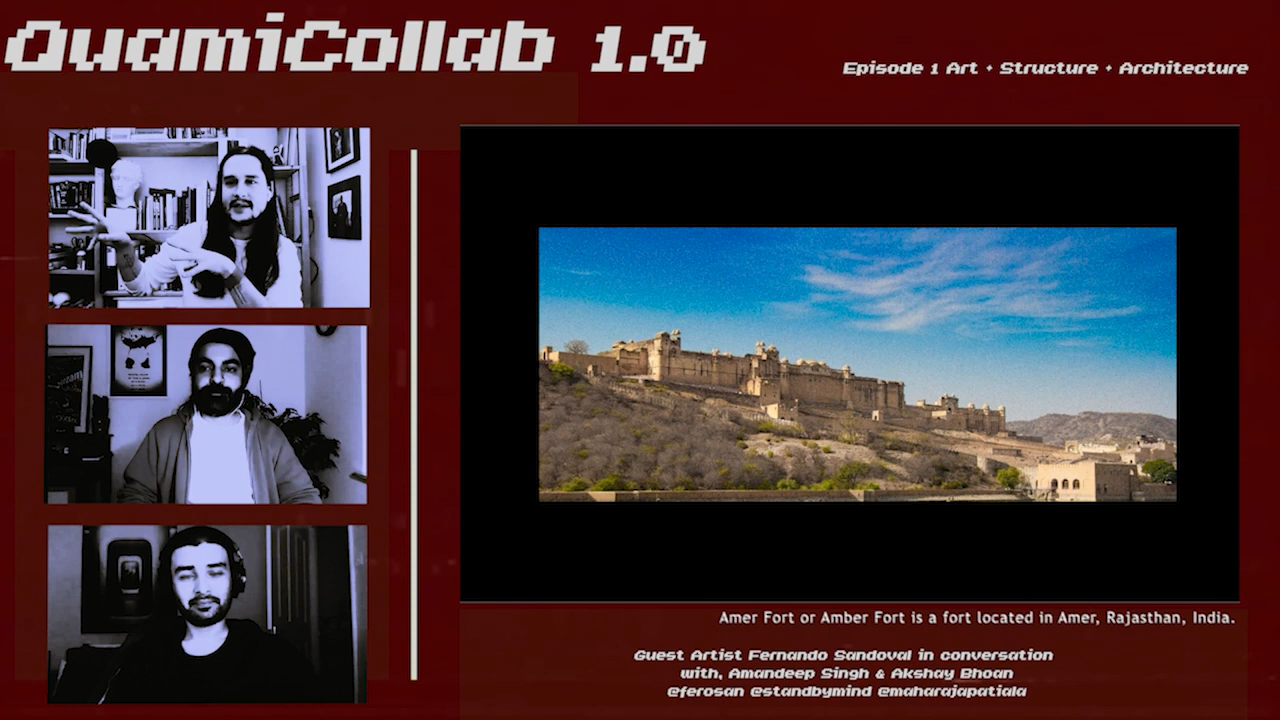 QuamiCollab 1.0
Episode 1 Art • Structure • Architecture
Amer Fort or Amber Fort is a fort located in Amer, Rajasthan, India.
Guest Artist Fernando Sandoval in conversation
with, Amandeep Singh & Akshay Bhoan
@ferosan @standbymind @maharajapatiala